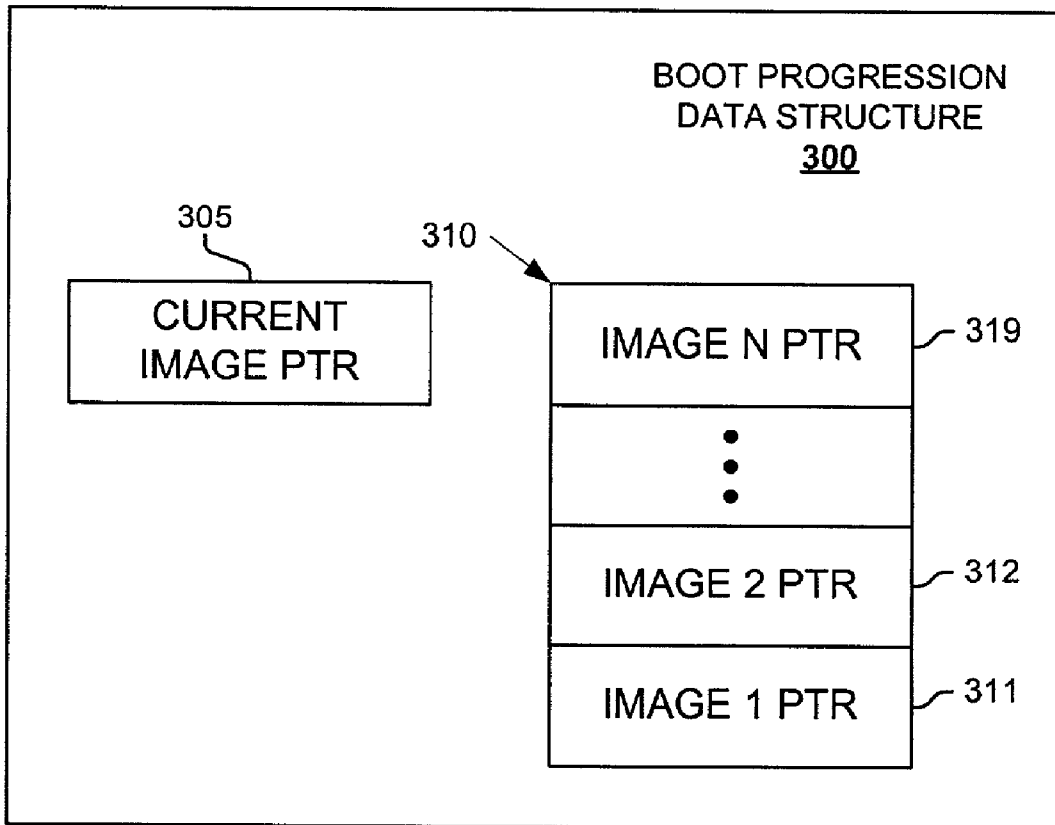 BOOT PROGRESSION
DATA STRUCTURE
300
305
CURRENT
IMAGE PTR
310
IMAGE N PTR
319
IMAGE 2 PTR
312
IMAGE 1 PTR
311